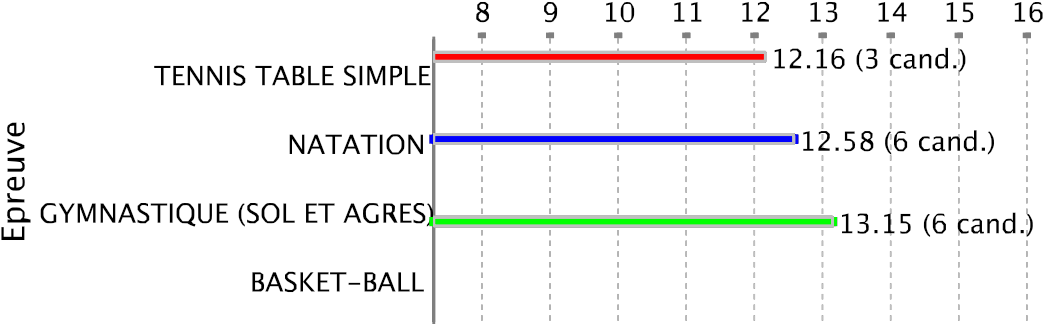 8 9 10 11 12 13 14 15 16
TENNIS TABLE SIMPLE 12.16 (3 cand.)
NATATION 12.58 (6 cand.)
GYMNASTIQUE (SOL ET AGRES) 13.15 (6 cand.)
BASKET-BALL
Epreuve